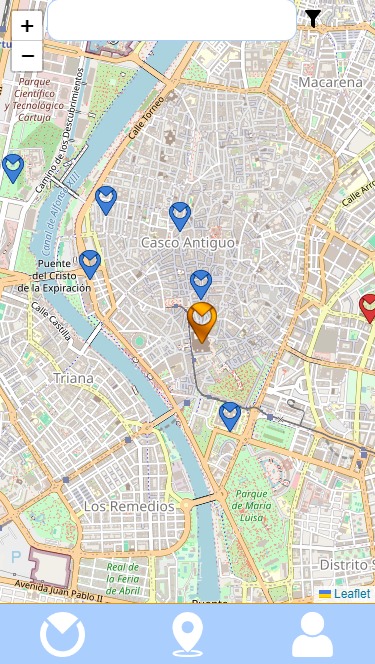 +
−
Parque
Científico
y Tecnológico
Cartuja
Macarena
Calle Torneo
Camino de los Descubrimientos
Canal de Alfonso XIII
Casco Antiguo
Puente
del Cristo
de la Expiración
Calle Castilla
Triana
Parque
de María
Luisa
Los Remedios
Real de
la Feria
de Abril
P
Distrito S
Avenida Juan Pablo II
Puente
Leaflet